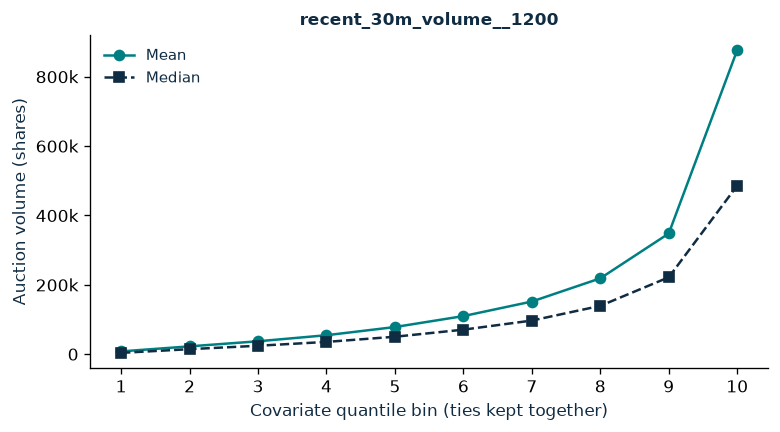 recent_30m_volume__1200
Mean
Median
Auction volume (shares)
800k
600k
400k
200k
0
1 2 3 4 5 6 7 8 9 10
Covariate quantile bin (ties kept together)